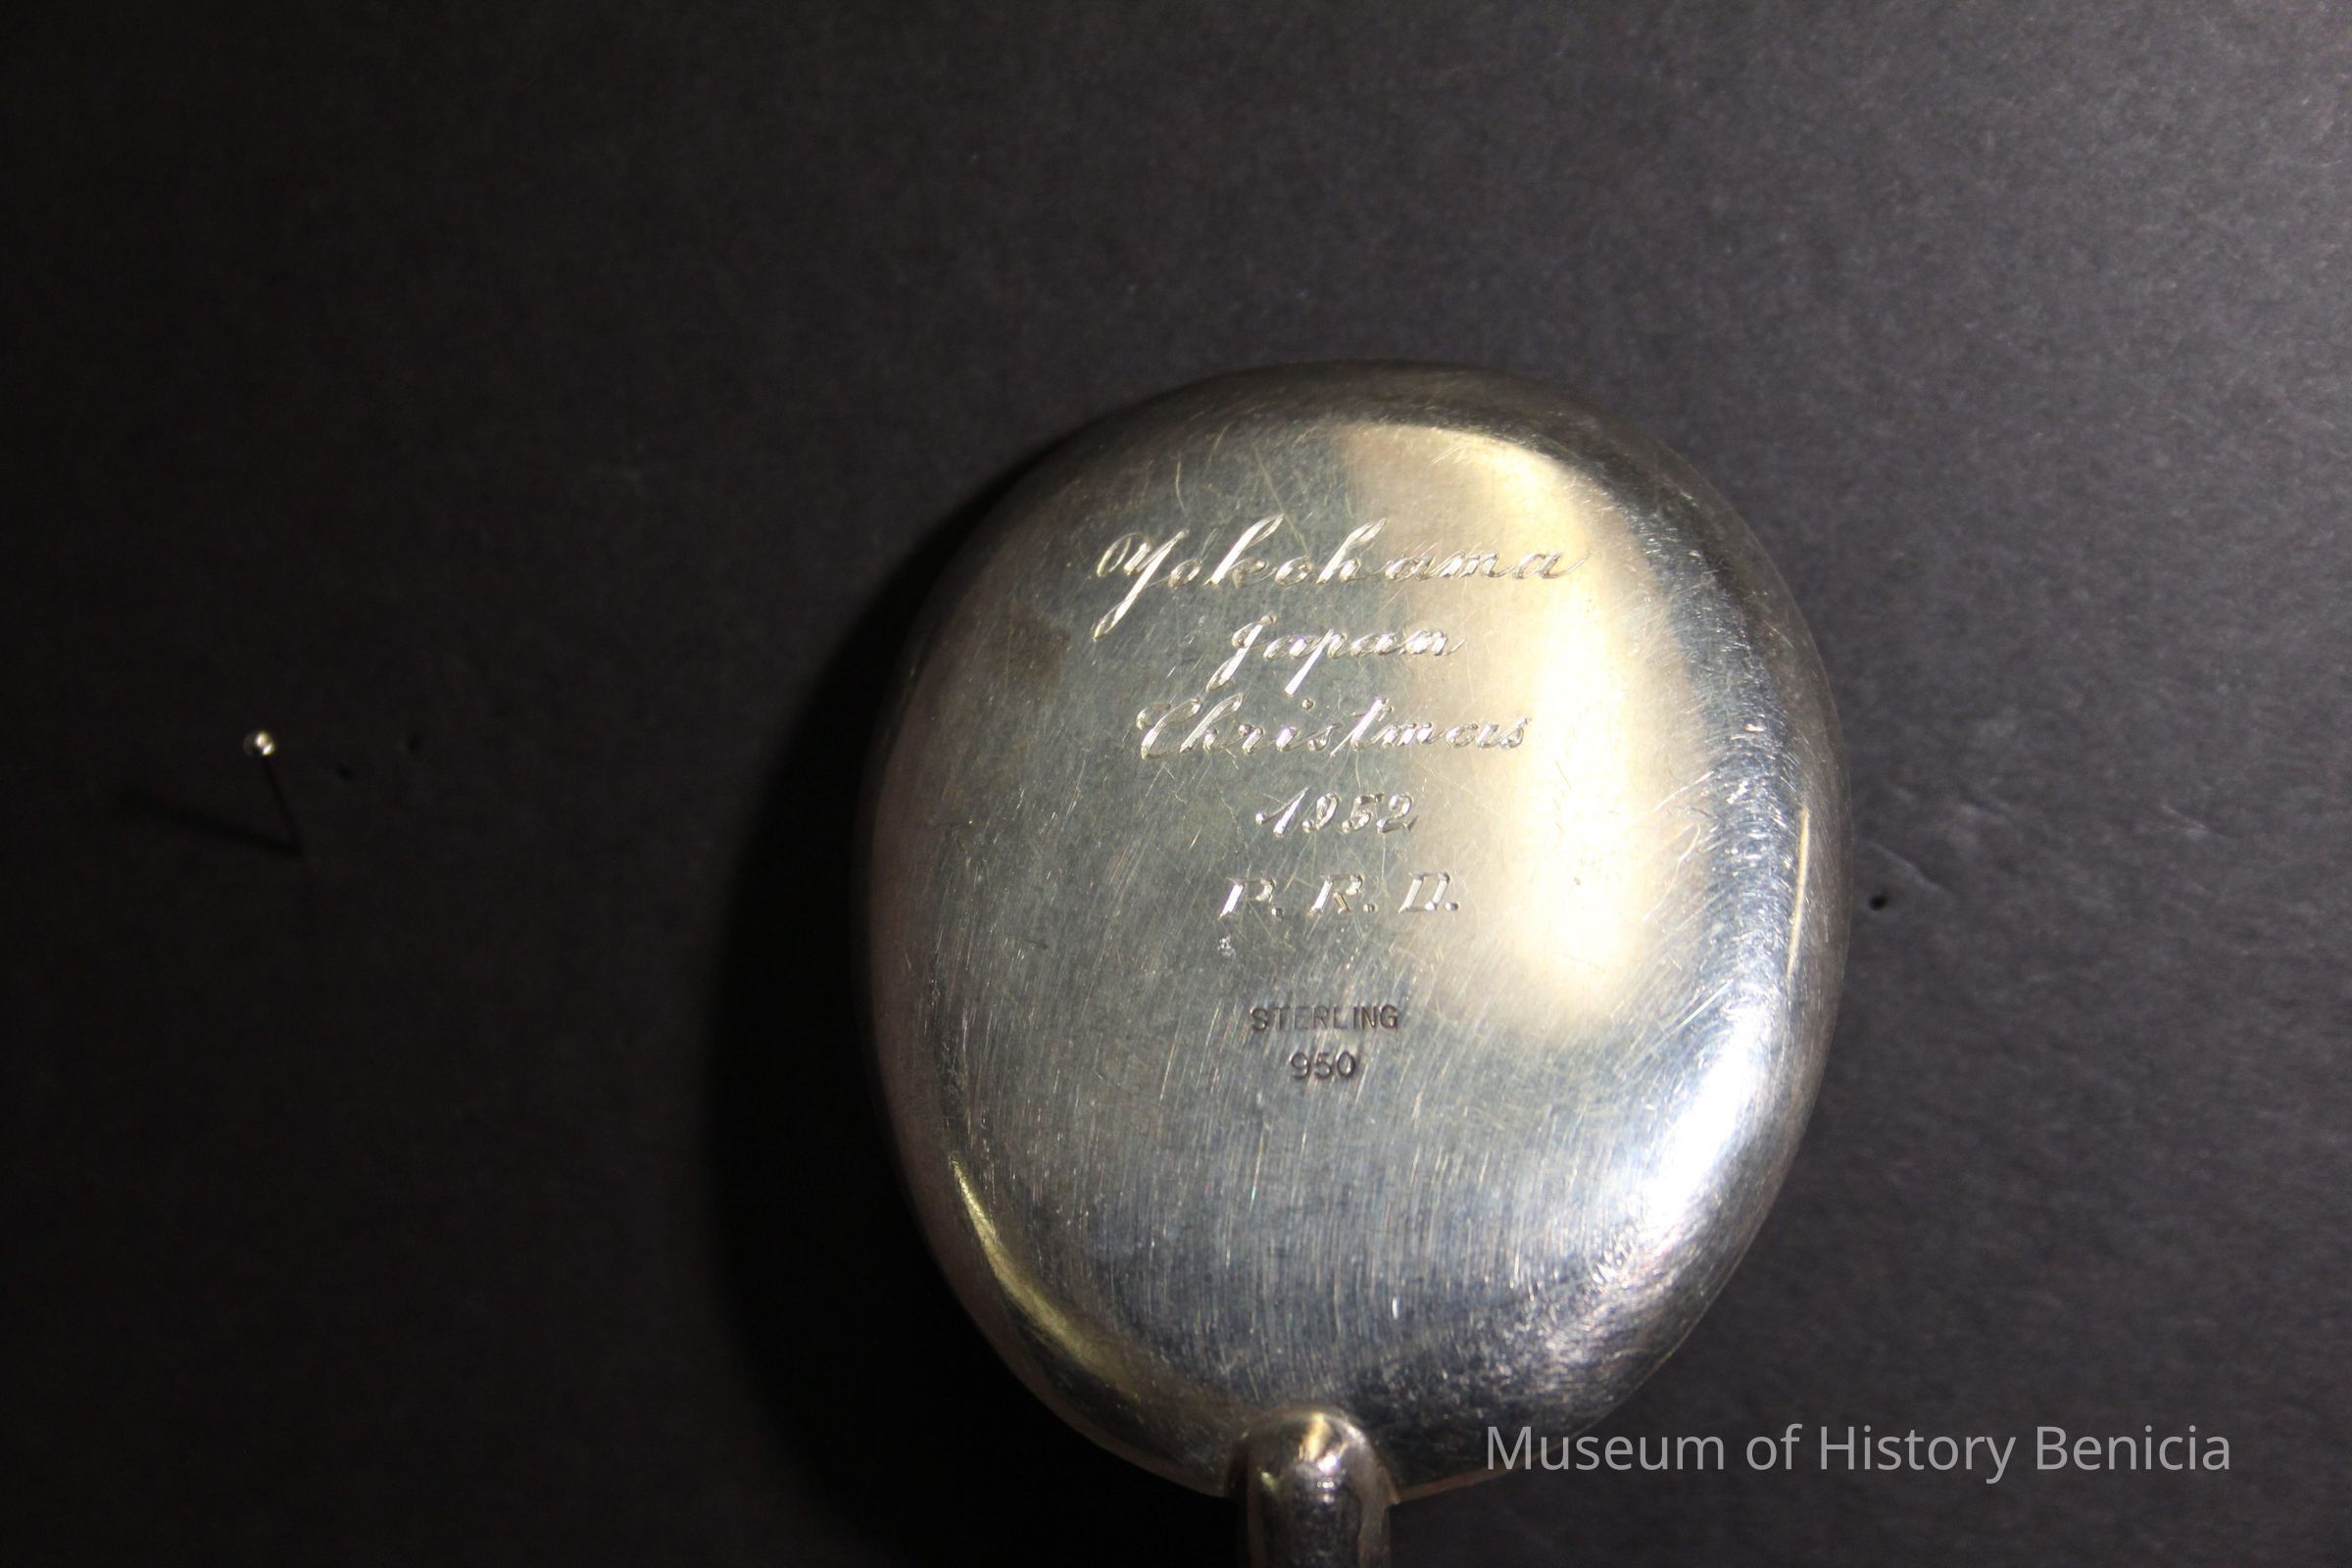 Yokohama
Japan
Christmas
1952
P. R. D.
STERLING
950
Museum of History Benicia